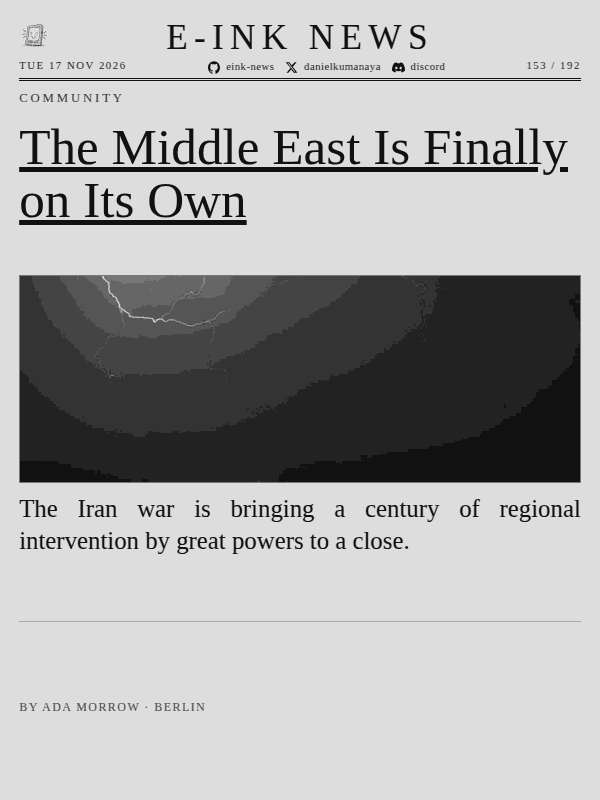 E-INK NEWS
TUE 17 NOV 2026
eink-news danielkumanaya discord
153 / 192
COMMUNITY
The Middle East Is Finally
on Its Own
The Iran war is bringing a century of regional
intervention by great powers to a close.
BY ADA MORROW · BERLIN